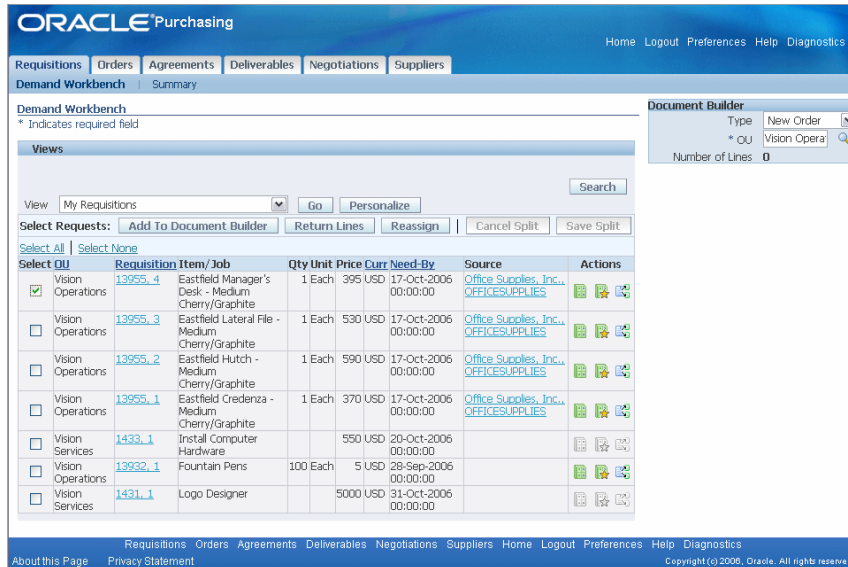 ORACLE Purchasing
Home Logout Preferences Help Diagnostics
Requisitions Orders Agreements Deliverables Negotiations Suppliers
Demand Workbench | Summary
Demand Workbench
* Indicates required field
Document Builder
Type New Order
* OU Vision Opera
Number of Lines 0
Views
Search
View My Requisitions Go Personalize
Select Requests: Add To Document Builder Return Lines Reassign | Cancel Split Save Split
Select All | Select None
Select OU Requisition Item/Job Qty Unit Price Curr Need-By Source Actions
Vision Operations 13955, 4 Eastfield Manager's Desk - Medium Cherry/Graphite 1 Each 395 USD 17-Oct-2006 00:00:00 Office Supplies, Inc., OFFICESUPPLIES
Vision Operations 13955, 3 Eastfield Lateral File - Medium Cherry/Graphite 1 Each 530 USD 17-Oct-2006 00:00:00 Office Supplies, Inc., OFFICESUPPLIES
Vision Operations 13955, 2 Eastfield Hutch - Medium Cherry/Graphite 1 Each 590 USD 17-Oct-2006 00:00:00 Office Supplies, Inc., OFFICESUPPLIES
Vision Operations 13955, 1 Eastfield Credenza - Medium Cherry/Graphite 1 Each 370 USD 17-Oct-2006 00:00:00 Office Supplies, Inc., OFFICESUPPLIES
Vision Services 1433, 1 Install Computer Hardware 550 USD 20-Oct-2006 00:00:00
Vision Operations 13932, 1 Fountain Pens 100 Each 5 USD 28-Sep-2006 00:00:00
Vision Services 1431, 1 Logo Designer 5000 USD 31-Oct-2006 00:00:00
Requisitions Orders Agreements Deliverables Negotiations Suppliers Home Logout Preferences Help Diagnostics
About this Page Privacy Statement
Copyright (c) 2006, Oracle. All rights reserve